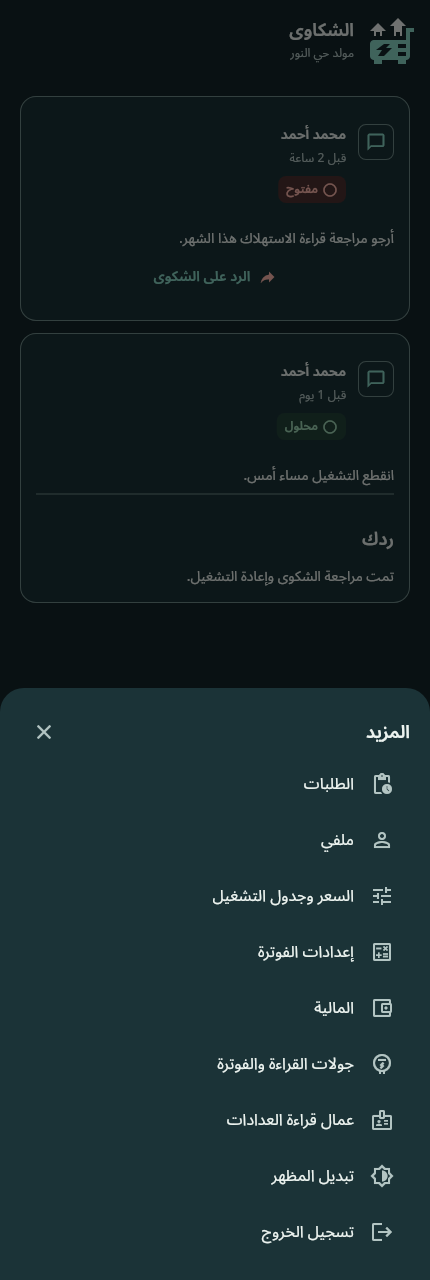 الشكاوى
مولد حي النور
محمد أحمد
قبل 2 ساعة
مفتوح
أرجو مراجعة قراءة الاستهلاك هذا الشهر.
الرد على الشكوى
محمد أحمد
قبل 1 يوم
محلول
انقطع التشغيل مساء أمس.
ردك
تمت مراجعة الشكوى وإعادة التشغيل.
المزيد
الطلبات
ملفي
السعر وجدول التشغيل
إعدادات الفوترة
المالية
جولات القراءة والفوترة
عمال قراءة العدادات
تبديل المظهر
تسجيل الخروج